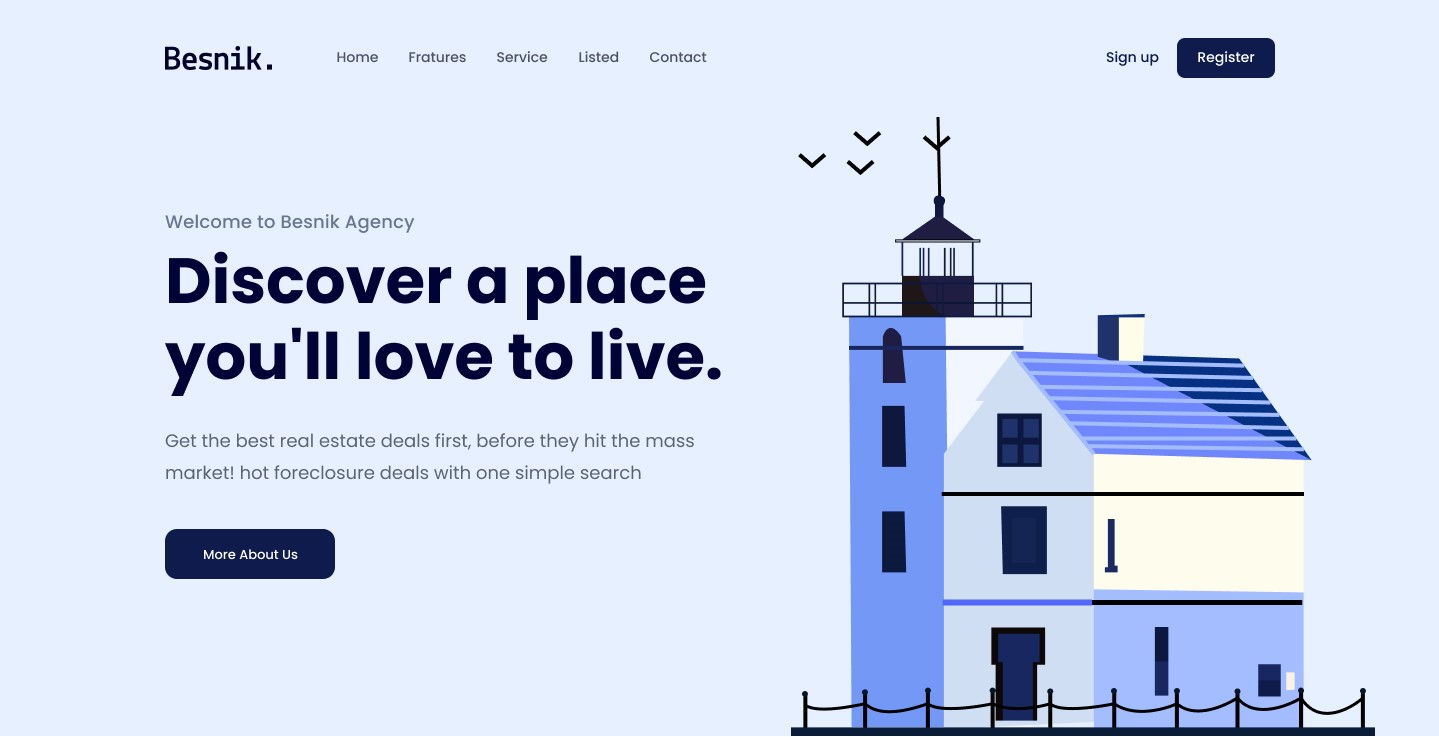 Besnik.
Home Fratures Service Listed Contact Sign up Register
Welcome to Besnik Agency
Discover a place
you'll love to live.
Get the best real estate deals first, before they hit the mass
market! hot foreclosure deals with one simple search
More About Us